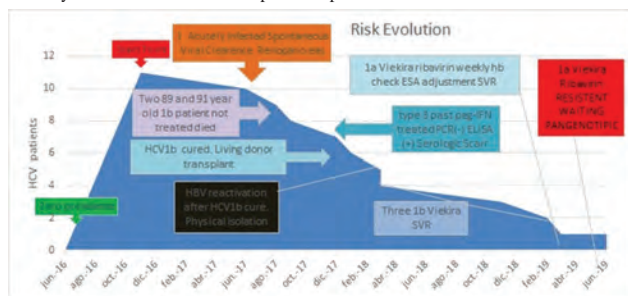 Risk Evolution
Acutely Infected Spontaneous
Viral Clearance
1a Viekira ribavirin weekly hb
check ESA adjustment SVR
1a Viekira
Ribavirin
RESISTENT
WAITING
PANGENOTIPIC
Two 89 and 91 year
old 1b patient not
treated died
type 3 past peg-IFN
treated PCR(-) ELISA
(+) Serologic Scarr
HCV1b cured. Living donor
transplant
HBV reactivation
after HCV1b cure.
Physical isolation
Three 1b Viekira
SVR
Zero prevalence
HCV patients
12
10
8
6
4
2
0
jun.-16
ago.-16
oct.-16
dic.-16
feb.-17
abr.-17
jun.-17
ago.-17
oct.-17
dic.-17
feb.-18
abr.-18
jun.-18
ago.-18
oct.-18
dic.-18
feb.-19
abr.-19
jun.-19